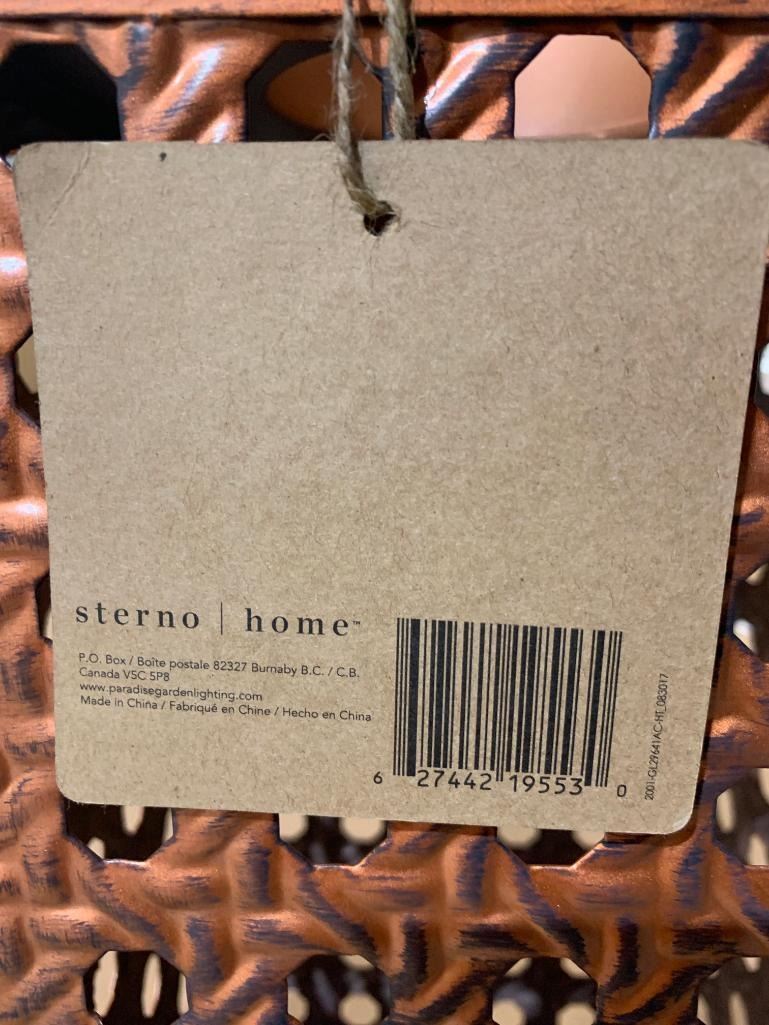 sterno | home™
P.O. Box / Boîte postale 82327 Burnaby B.C. / C.B.
Canada V5C 5P8
www.paradisegardenlighting.com
Made in China / Fabriqué en Chine / Hecho en China
6 27442 19553 0
2001-GL29641AC-HT_083017